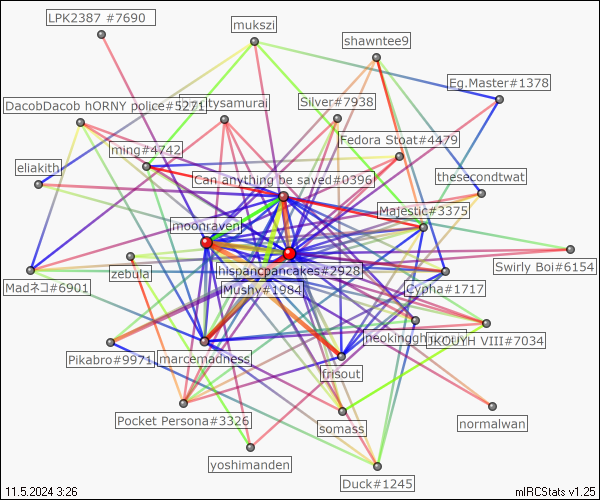 LPK2387 #7690
mukszi
shawntee9
Eg.Master#1378
DacobDacob hORNY police#5271
tysamurai
Silver#7938
Fedora Stoat#4479
ming#4742
eliakith
Can anything be saved#0396
thesecondtwat
Majestic#3375
moonraven
hispancpancakes#2928
Swirly Boi#6154
zebula
Madネコ#6901
Mushy#1984
Cypha#1717
neokinggh
JKOUYH VIII#7034
Pikabro#9971
marcemadness
frisout
Pocket Persona#3326
somass
normalwan
yoshimanden
Duck#1245
11.5.2024 3:26
mIRCStats v1.25